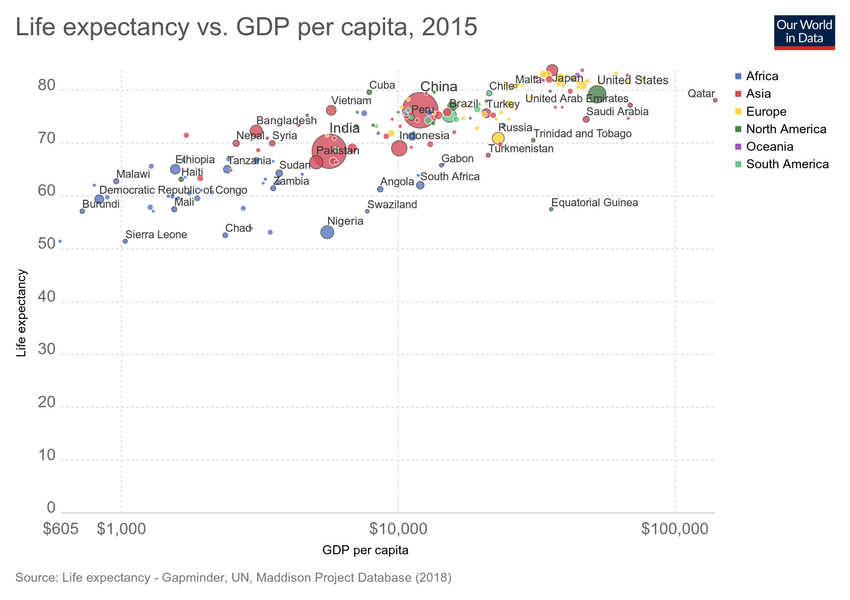 Life expectancy vs. GDP per capita, 2015
Our World
in Data
Africa
Asia
Europe
North America
Oceania
South America
Life expectancy
80
70
60
50
40
30
20
10
0
Cuba
China
Chile
Malta
Japan
United States
Qatar
Vietnam
Peru
Brazil
Turkey
United Arab Emirates
Saudi Arabia
Bangladesh
India
Nepal
Syria
Indonesia
Russia
Trinidad and Tobago
Pakistan
Turkmenistan
Ethiopia
Tanzania
Sudan
Gabon
Malawi
Haiti
Zambia
Angola
South Africa
Democratic Republic of Congo
Burundi
Mali
Swaziland
Equatorial Guinea
Sierra Leone
Chad
Nigeria
$605
$1,000
$10,000
$100,000
GDP per capita
Source: Life expectancy - Gapminder, UN, Maddison Project Database (2018)